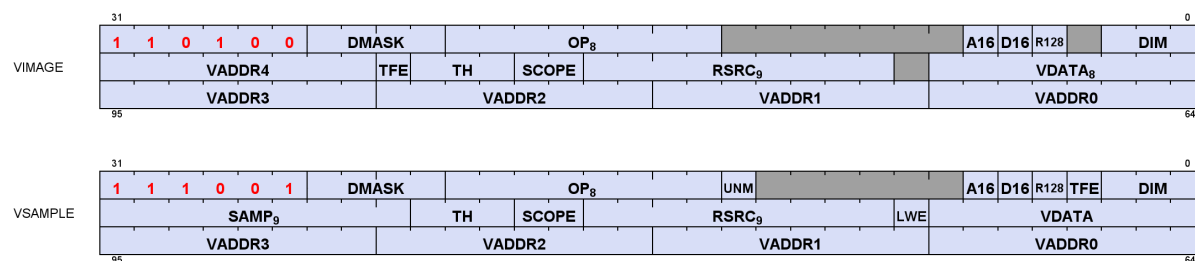 31 0
1 1 0 1 0 0 DMASK OP8 A16 D16 R128 DIM
VIMAGE VADDR4 TFE TH SCOPE RSRC9 VDATA8
VADDR3 VADDR2 VADDR1 VADDR0
95 64
31 0
1 1 1 0 0 1 DMASK OP8 UNM A16 D16 R128 TFE DIM
VSAMPLE SAMP9 TH SCOPE RSRC9 LWE VDATA
VADDR3 VADDR2 VADDR1 VADDR0
95 64